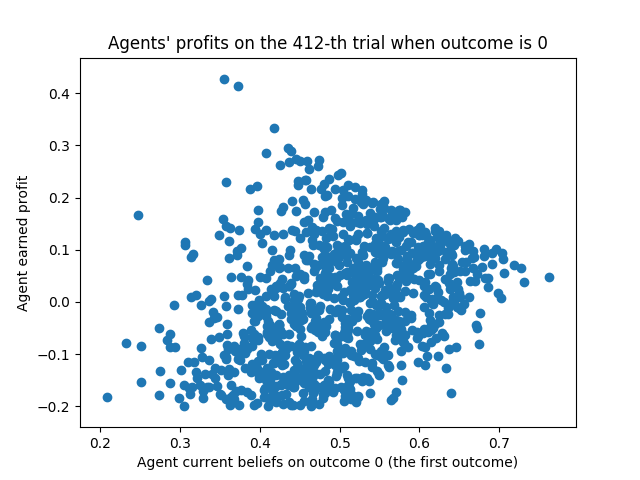 Agents' profits on the 412-th trial when outcome is 0
Agent earned profit
0.4
0.3
0.2
0.1
0.0
−0.1
−0.2
0.2 0.3 0.4 0.5 0.6 0.7
Agent current beliefs on outcome 0 (the first outcome)